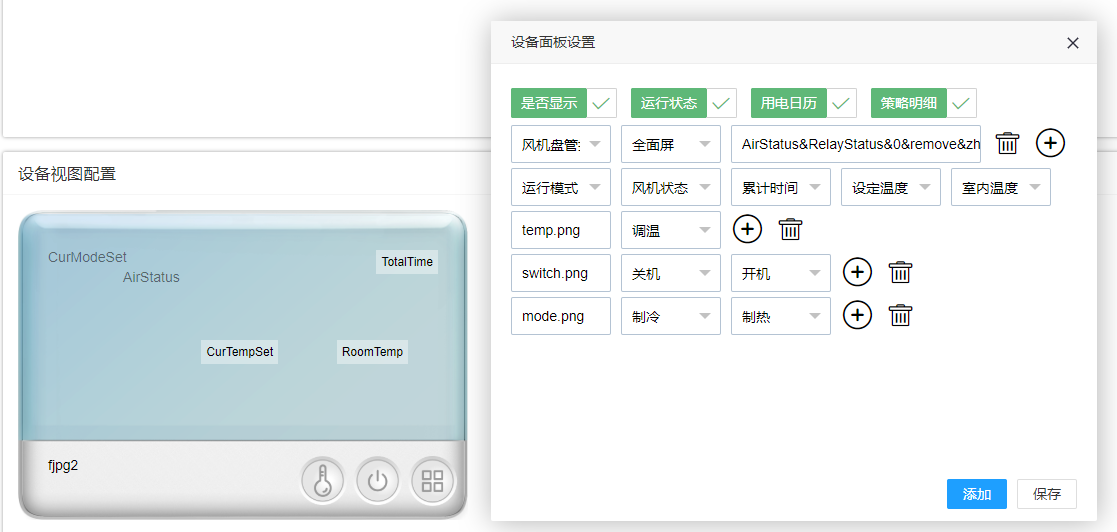 设备面板设置
是否显示 运行状态 用电日历 策略明细
风机盘管 全面屏 AirStatus&RelayStatus&0&remove&zh
运行模式 风机状态 累计时间 设定温度 室内温度
temp.png 调温
switch.png 关机 开机
mode.png 制冷 制热
添加 保存
设备视图配置
CurModeSet
AirStatus
TotalTime
CurTempSet
RoomTemp
fjpg2